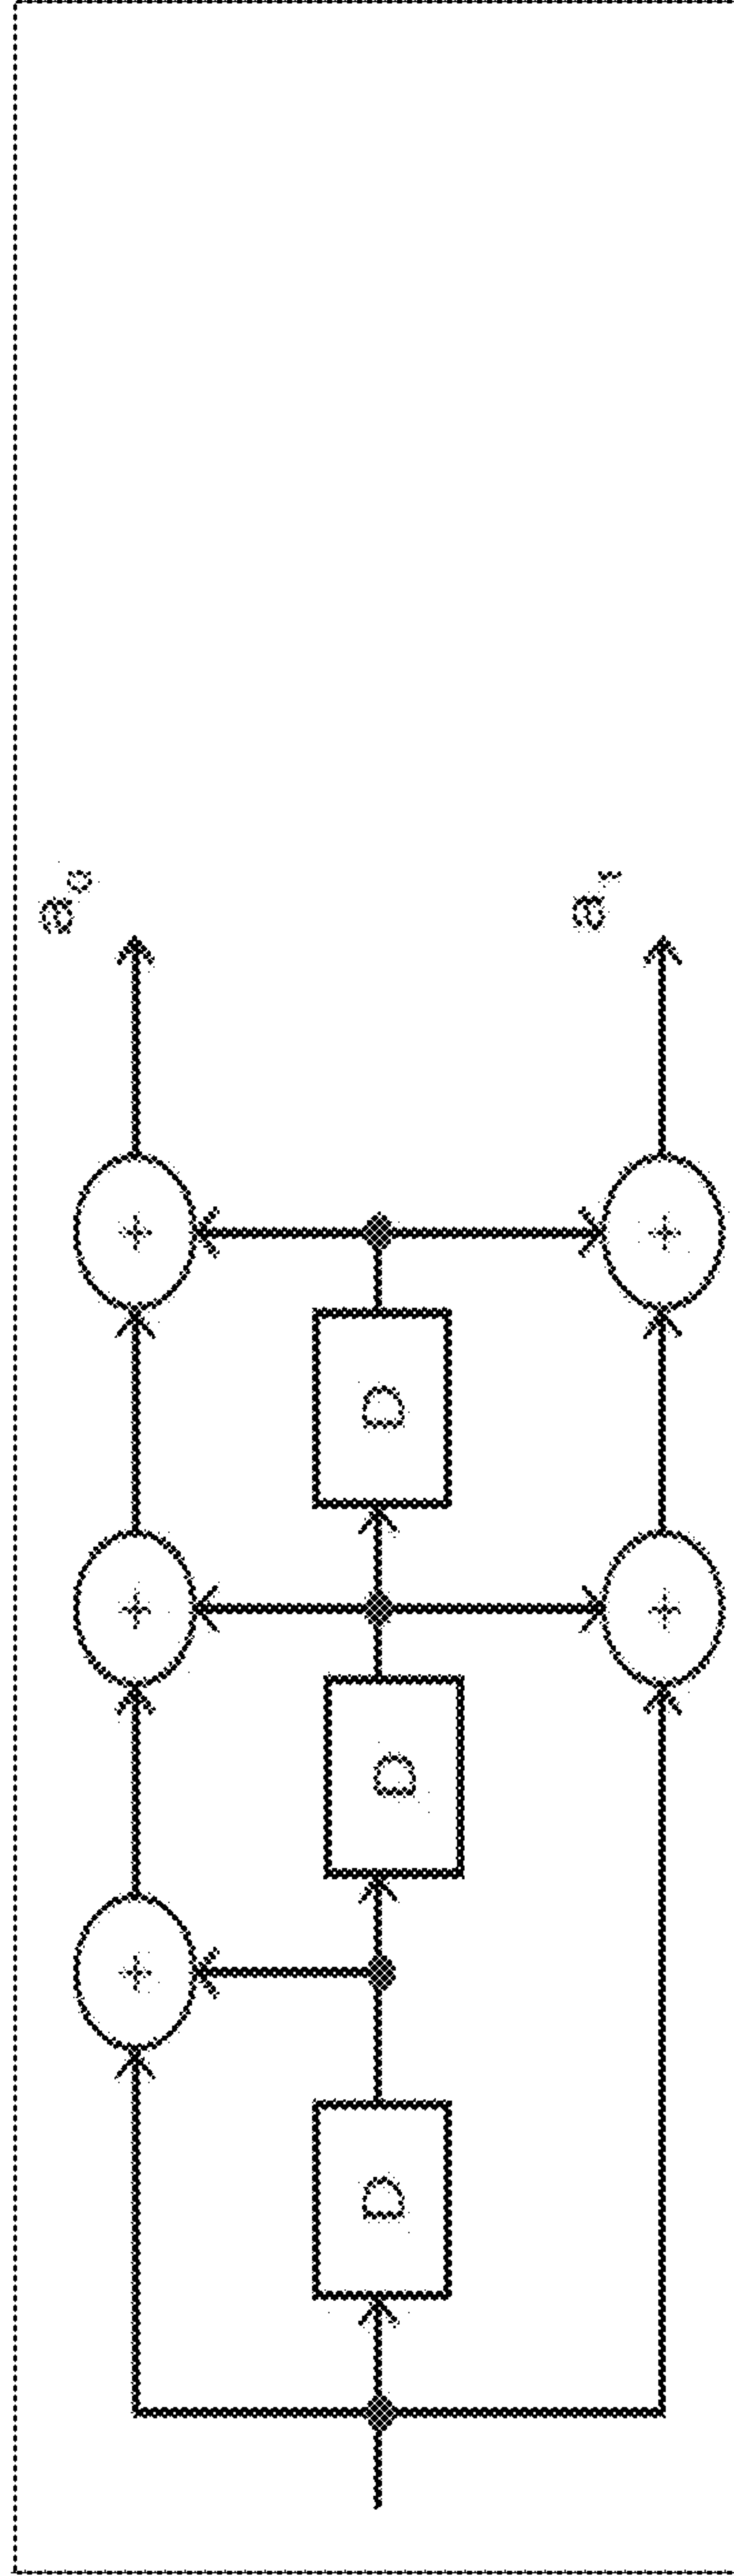 + + + a₀
D D D
+ + a₁